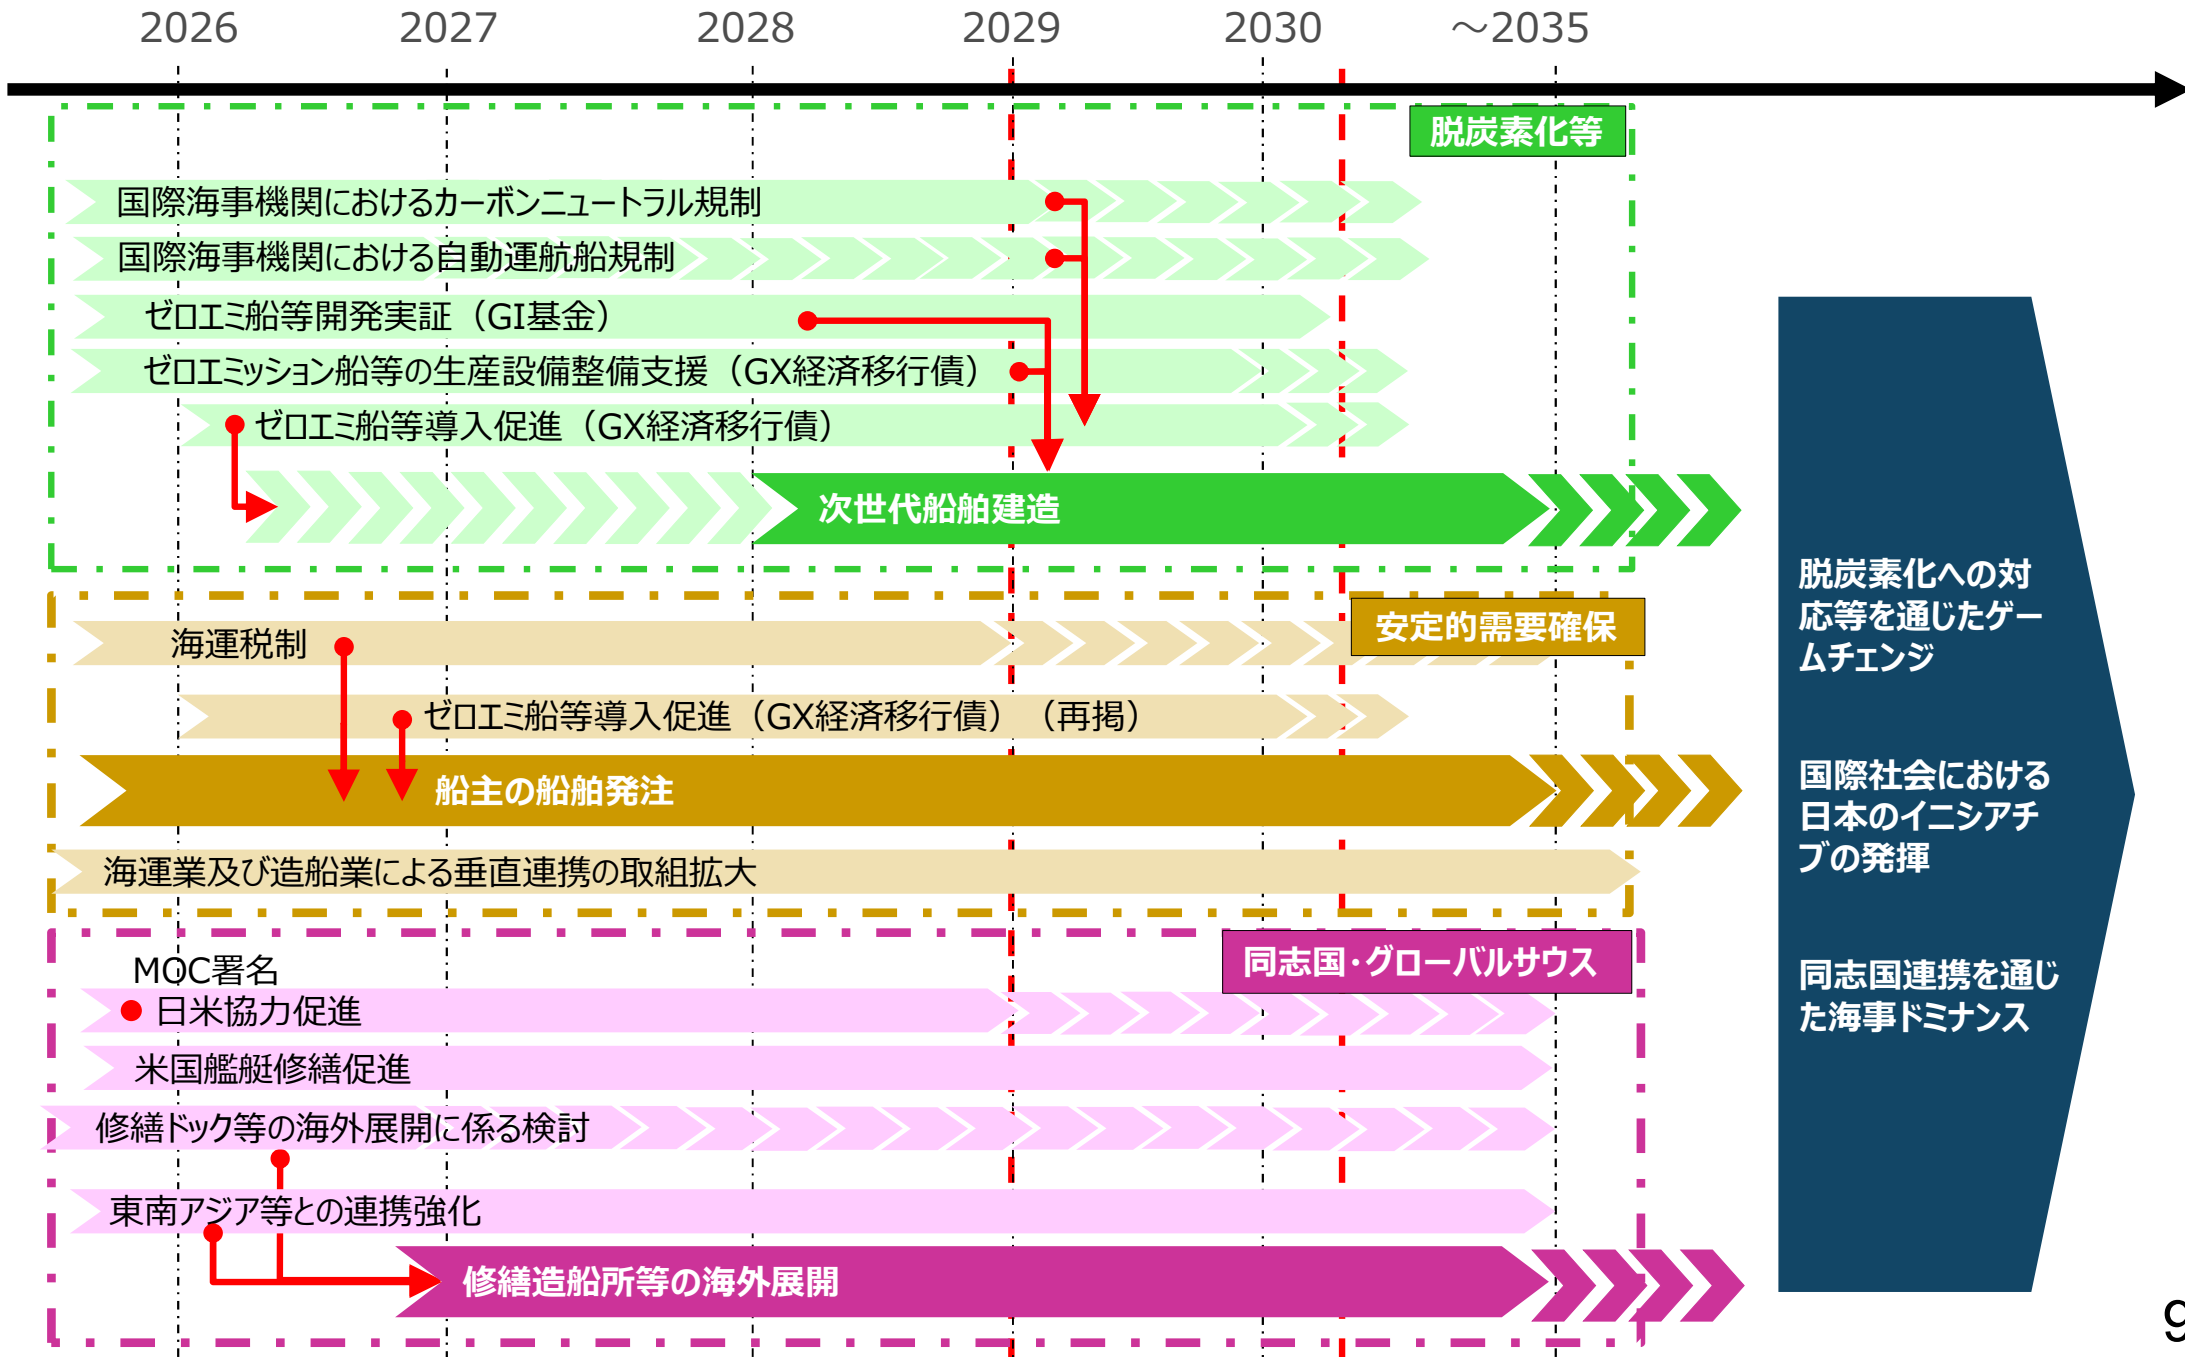 2026 2027 2028 2029 2030 ～2035
脱炭素化等
国際海事機関におけるカーボンニュートラル規制
国際海事機関における自動運航船規制
ゼロエミ船等開発実証（GI基金）
ゼロエミッション船等の生産設備整備支援（GX経済移行債）
ゼロエミ船等導入促進（GX経済移行債）
次世代船舶建造
安定的需要確保
海運税制
ゼロエミ船等導入促進（GX経済移行債）（再掲）
船主の船舶発注
海運業及び造船業による垂直連携の取組拡大
同志国・グローバルサウス
MOC署名
日米協力促進
米国艦艇修繕促進
修繕ドック等の海外展開に係る検討
東南アジア等との連携強化
修繕造船所等の海外展開
脱炭素化への対
応等を通じたゲー
ムチェンジ
国際社会における
日本のイニシアチ
ブの発揮
同志国連携を通じ
た海事ドミナンス
9